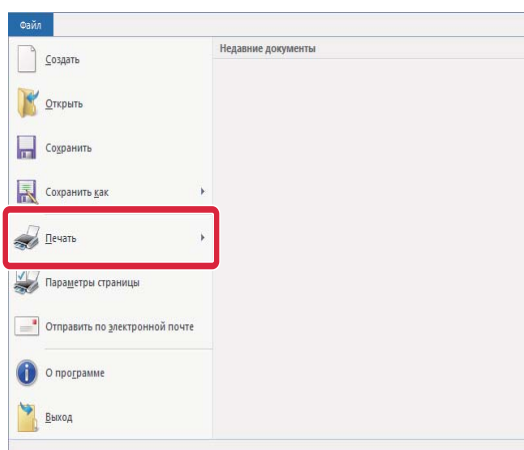 Файл
Недавние документы
Создать
Открыть
Сохранить
Сохранить как
Печать
Параметры страницы
Отправить по электронной почте
О программе
Выход